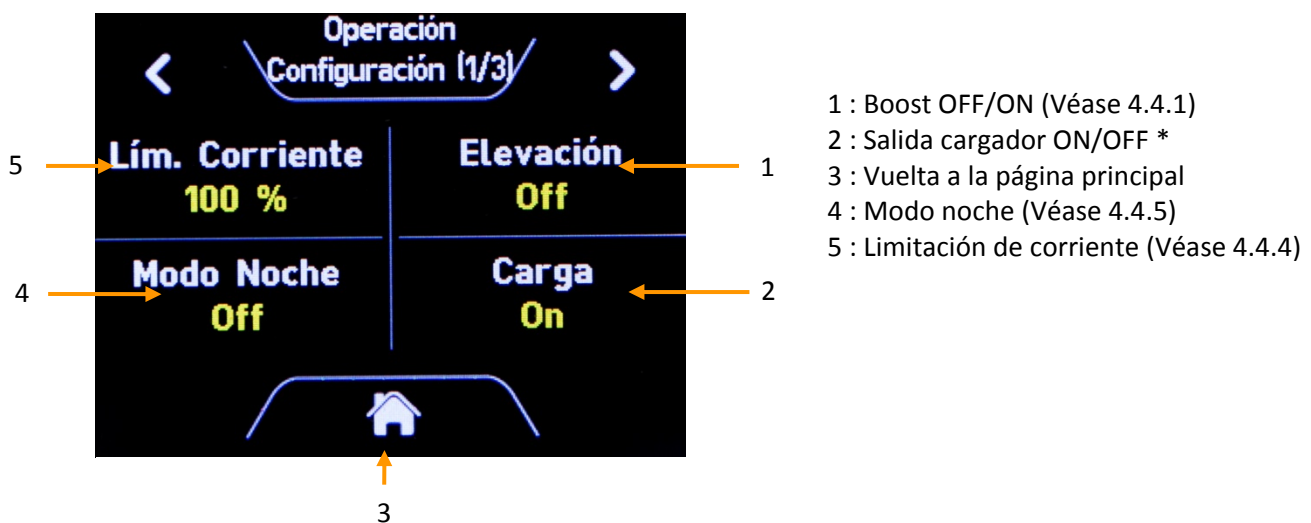 Operación
Configuración (1/3)
Lím. Corriente
100 %
Elevación
Off
Modo Noche
Off
Carga
On
5
1
4
2
3
1 : Boost OFF/ON (Véase 4.4.1)
2 : Salida cargador ON/OFF *
3 : Vuelta a la página principal
4 : Modo noche (Véase 4.4.5)
5 : Limitación de corriente (Véase 4.4.4)